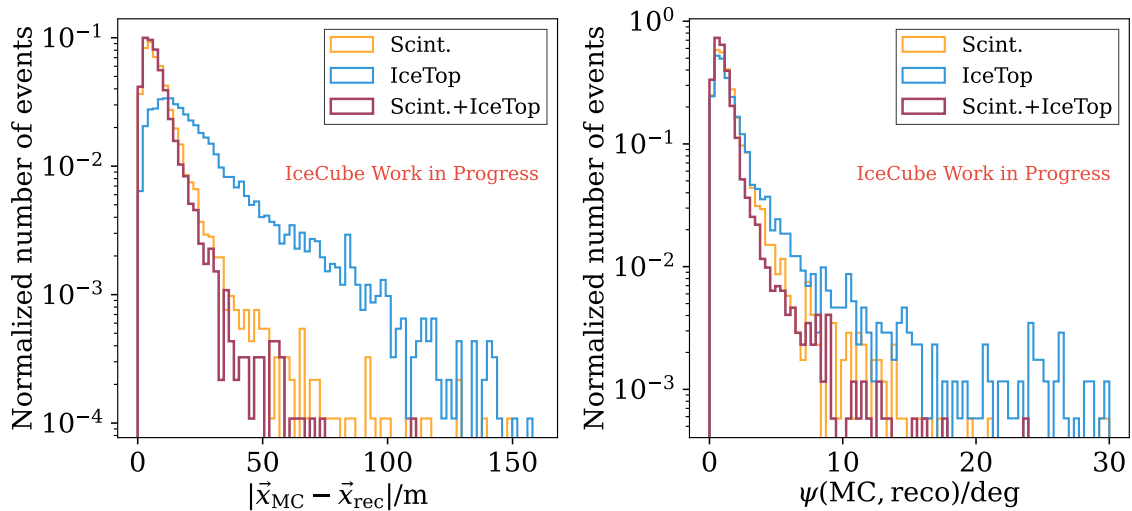 Normalized number of events
10⁻¹
10⁻²
10⁻³
10⁻⁴
Scint.
IceTop
Scint.+IceTop
IceCube Work in Progress
0 50 100 150
|x⃗_MC − x⃗_rec|/m
Normalized number of events
10⁰
10⁻¹
10⁻²
10⁻³
Scint.
IceTop
Scint.+IceTop
IceCube Work in Progress
0 10 20 30
ψ(MC, reco)/deg